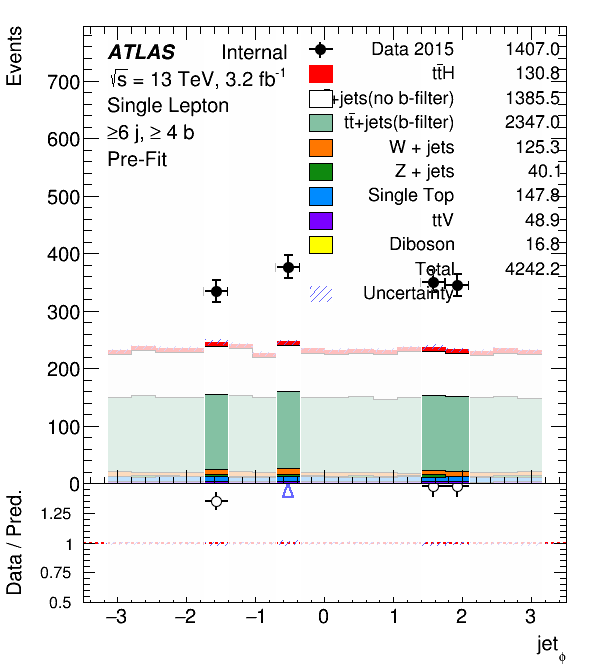 Events
ATLAS Internal
√s = 13 TeV, 3.2 fb-1
Single Lepton
≥6 j, ≥ 4 b
Pre-Fit
Data 2015 1407.0
tt̄H 130.8
+jets(no b-filter) 1385.5
tt̄+jets(b-filter) 2347.0
W + jets 125.3
Z + jets 40.1
Single Top 147.8
ttV 48.9
Diboson 16.8
Total 4242.2
Uncertainty
700
600
500
400
300
200
100
0
Data / Pred.
1.25
1
0.75
0.5
−3 −2 −1 0 1 2 3
jetϕ